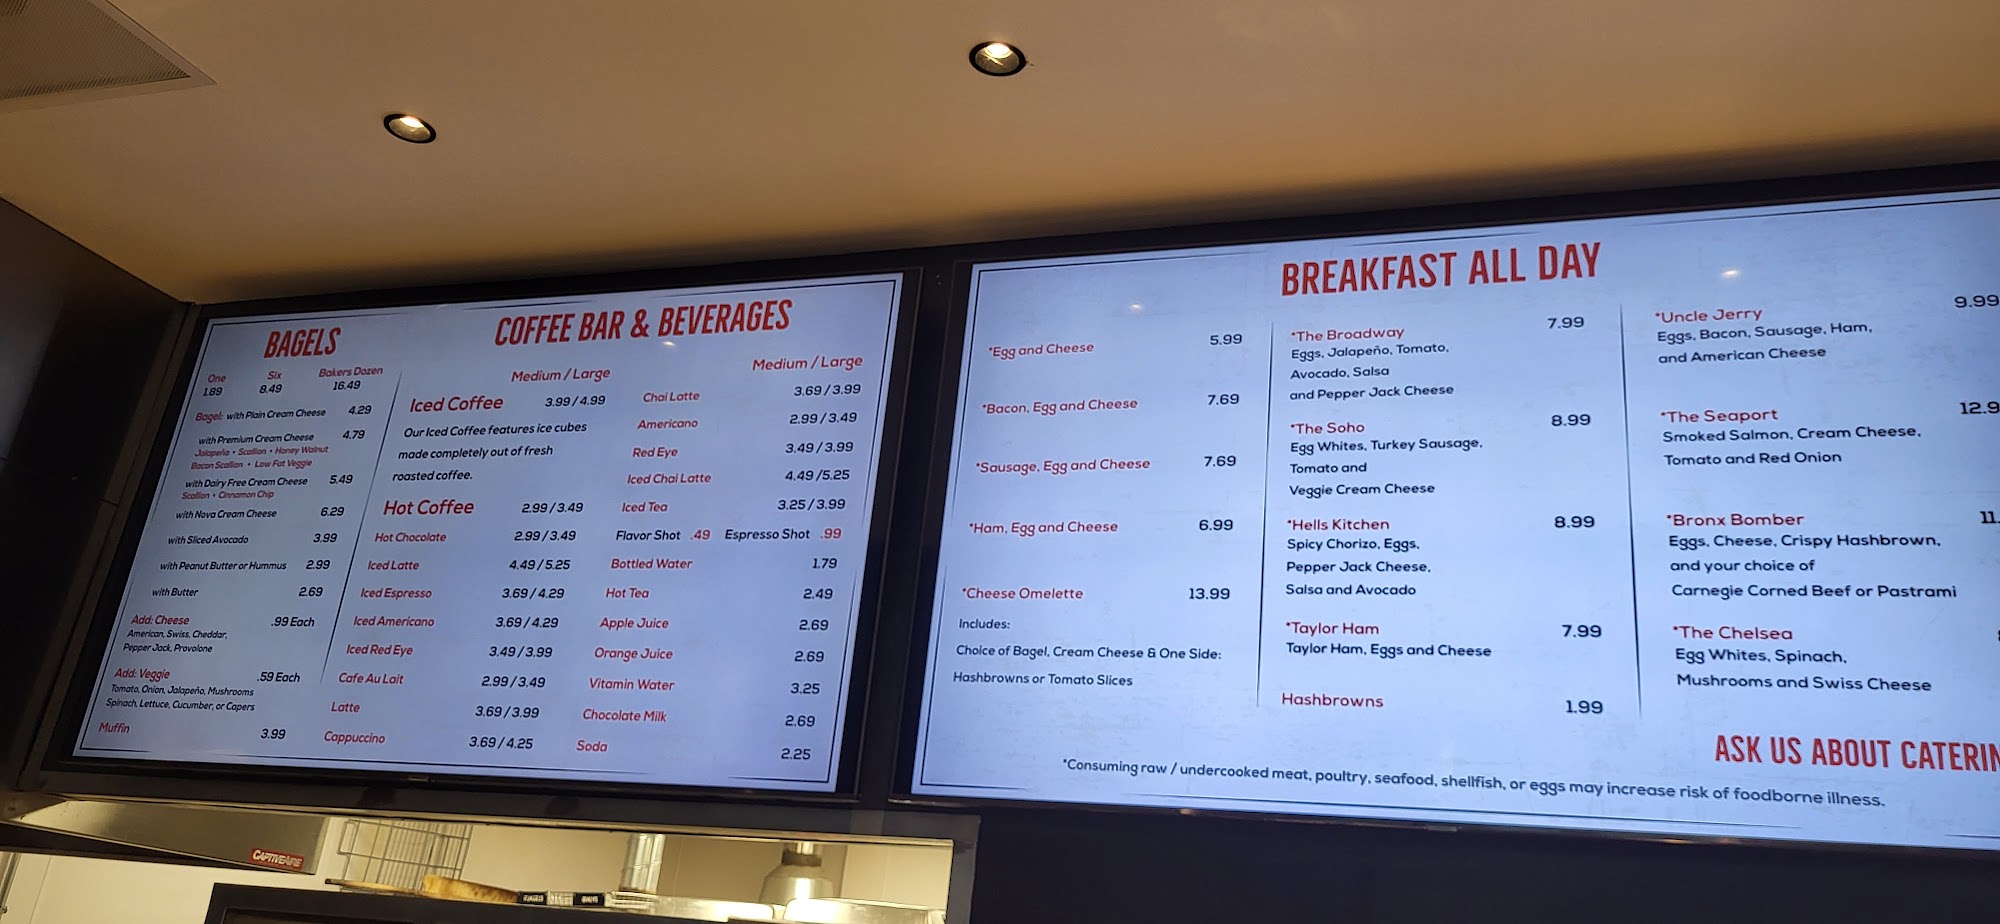 BAGELS
One Six Bakers Dozen
1.89 8.49 16.49
Bagel: with Plain Cream Cheese 4.29
with Premium Cream Cheese 4.79
Jalapeño • Scallion • Honey Walnut
Bacon Scallion • Low Fat Veggie
with Dairy Free Cream Cheese 5.49
Scallion • Cinnamon Chip
with Nova Cream Cheese 6.29
with Sliced Avocado 3.99
with Peanut Butter or Hummus 2.99
with Butter 2.69
Add: Cheese .99 Each
American, Swiss, Cheddar,
Pepper Jack, Provolone
Add: Veggie .59 Each
Tomato, Onion, Jalapeño, Mushrooms
Spinach, Lettuce, Cucumber, or Capers
Muffin 3.99
COFFEE BAR & BEVERAGES
Medium / Large
Iced Coffee 3.99 / 4.99
Our Iced Coffee features ice cubes
made completely out of fresh
roasted coffee.
Hot Coffee 2.99 / 3.49
Hot Chocolate 2.99 / 3.49
Iced Latte 4.49 / 5.25
Iced Espresso 3.69 / 4.29
Iced Americano 3.69 / 4.29
Iced Red Eye 3.49 / 3.99
Cafe Au Lait 2.99 / 3.49
Latte 3.69 / 3.99
Cappuccino 3.69 / 4.25
Medium / Large
Chai Latte 3.69 / 3.99
Americano 2.99 / 3.49
Red Eye 3.49 / 3.99
Iced Chai Latte 4.49 /5.25
Iced Tea 3.25 / 3.99
Flavor Shot .49 Espresso Shot .99
Bottled Water 1.79
Hot Tea 2.49
Apple Juice 2.69
Orange Juice 2.69
Vitamin Water 3.25
Chocolate Milk 2.69
Soda 2.25
BREAKFAST ALL DAY
*Egg and Cheese 5.99
*Bacon, Egg and Cheese 7.69
*Sausage, Egg and Cheese 7.69
*Ham, Egg and Cheese 6.99
*Cheese Omelette 13.99
Includes:
Choice of Bagel, Cream Cheese & One Side:
Hashbrowns or Tomato Slices
*The Broadway 7.99
Eggs, Jalapeño, Tomato,
Avocado, Salsa
and Pepper Jack Cheese
*The Soho 8.99
Egg Whites, Turkey Sausage,
Tomato and
Veggie Cream Cheese
*Hells Kitchen 8.99
Spicy Chorizo, Eggs,
Pepper Jack Cheese,
Salsa and Avocado
*Taylor Ham 7.99
Taylor Ham, Eggs and Cheese
Hashbrowns 1.99
*Uncle Jerry 9.99
Eggs, Bacon, Sausage, Ham,
and American Cheese
*The Seaport 12.9
Smoked Salmon, Cream Cheese,
Tomato and Red Onion
*Bronx Bomber 11.
Eggs, Cheese, Crispy Hashbrown,
and your choice of
Carnegie Corned Beef or Pastrami
*The Chelsea
Egg Whites, Spinach,
Mushrooms and Swiss Cheese
ASK US ABOUT CATERIN
*Consuming raw / undercooked meat, poultry, seafood, shellfish, or eggs may increase risk of foodborne illness.
CAPTIVEAIRE